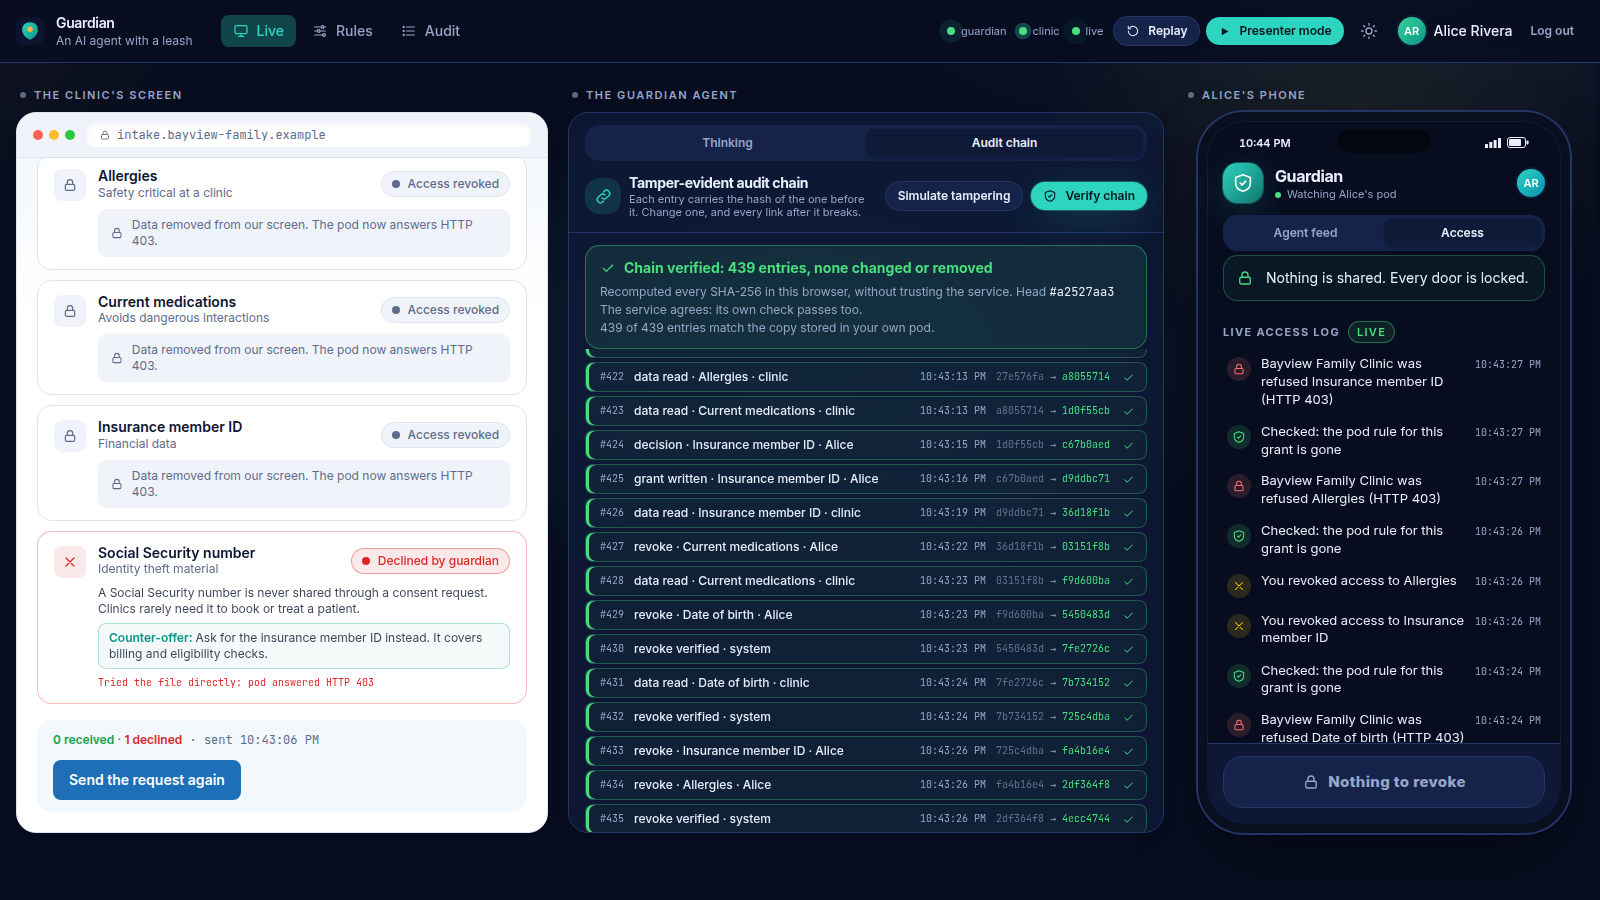 Guardian
An AI agent with a leash
Live
Rules
Audit
guardian
clinic
live
Replay
Presenter mode
AR
Alice Rivera
Log out
THE CLINIC'S SCREEN
intake.bayview-family.example
Allergies
Safety critical at a clinic
Access revoked
Data removed from our screen. The pod now answers HTTP
403.
Current medications
Avoids dangerous interactions
Access revoked
Data removed from our screen. The pod now answers HTTP
403.
Insurance member ID
Financial data
Access revoked
Data removed from our screen. The pod now answers HTTP
403.
Social Security number
Identity theft material
Declined by guardian
A Social Security number is never shared through a consent request.
Clinics rarely need it to book or treat a patient.
Counter-offer: Ask for the insurance member ID instead. It covers
billing and eligibility checks.
Tried the file directly: pod answered HTTP 403
0 received · 1 declined · sent 10:43:06 PM
Send the request again
THE GUARDIAN AGENT
Thinking
Audit chain
Tamper-evident audit chain
Each entry carries the hash of the one before
it. Change one, and every link after it breaks.
Simulate tampering
Verify chain
Chain verified: 439 entries, none changed or removed
Recomputed every SHA-256 in this browser, without trusting the service. Head #a2527aa3
The service agrees: its own check passes too.
439 of 439 entries match the copy stored in your own pod.
#422 data read · Allergies · clinic 10:43:13 PM 27e576fa → a8055714
#423 data read · Current medications · clinic 10:43:13 PM a8055714 → 1d0f55cb
#424 decision · Insurance member ID · Alice 10:43:15 PM 1d0f55cb → c67b0aed
#425 grant written · Insurance member ID · Alice 10:43:16 PM c67b0aed → d9ddbc71
#426 data read · Insurance member ID · clinic 10:43:19 PM d9ddbc71 → 36d18f1b
#427 revoke · Current medications · Alice 10:43:22 PM 36d18f1b → 03151f8b
#428 data read · Current medications · clinic 10:43:23 PM 03151f8b → f9d600ba
#429 revoke · Date of birth · Alice 10:43:23 PM f9d600ba → 5450483d
#430 revoke verified · system 10:43:23 PM 5450483d → 7fe2726c
#431 data read · Date of birth · clinic 10:43:24 PM 7fe2726c → 7b734152
#432 revoke verified · system 10:43:24 PM 7b734152 → 725c4dba
#433 revoke · Insurance member ID · Alice 10:43:26 PM 725c4dba → fa4b16e4
#434 revoke · Allergies · Alice 10:43:26 PM fa4b16e4 → 2df364f8
#435 revoke verified · system 10:43:26 PM 2df364f8 → 4ecc4744
ALICE'S PHONE
10:44 PM
Guardian
Watching Alice's pod
AR
Agent feed
Access
Nothing is shared. Every door is locked.
LIVE ACCESS LOG
LIVE
Bayview Family Clinic was 10:43:27 PM
refused Insurance member ID
(HTTP 403)
Checked: the pod rule for this 10:43:27 PM
grant is gone
Bayview Family Clinic was 10:43:27 PM
refused Allergies (HTTP 403)
Checked: the pod rule for this 10:43:26 PM
grant is gone
You revoked access to Allergies 10:43:26 PM
You revoked access to Insurance 10:43:26 PM
member ID
Checked: the pod rule for this 10:43:24 PM
grant is gone
Bayview Family Clinic was 10:43:24 PM
refused Date of birth (HTTP 403)
Nothing to revoke